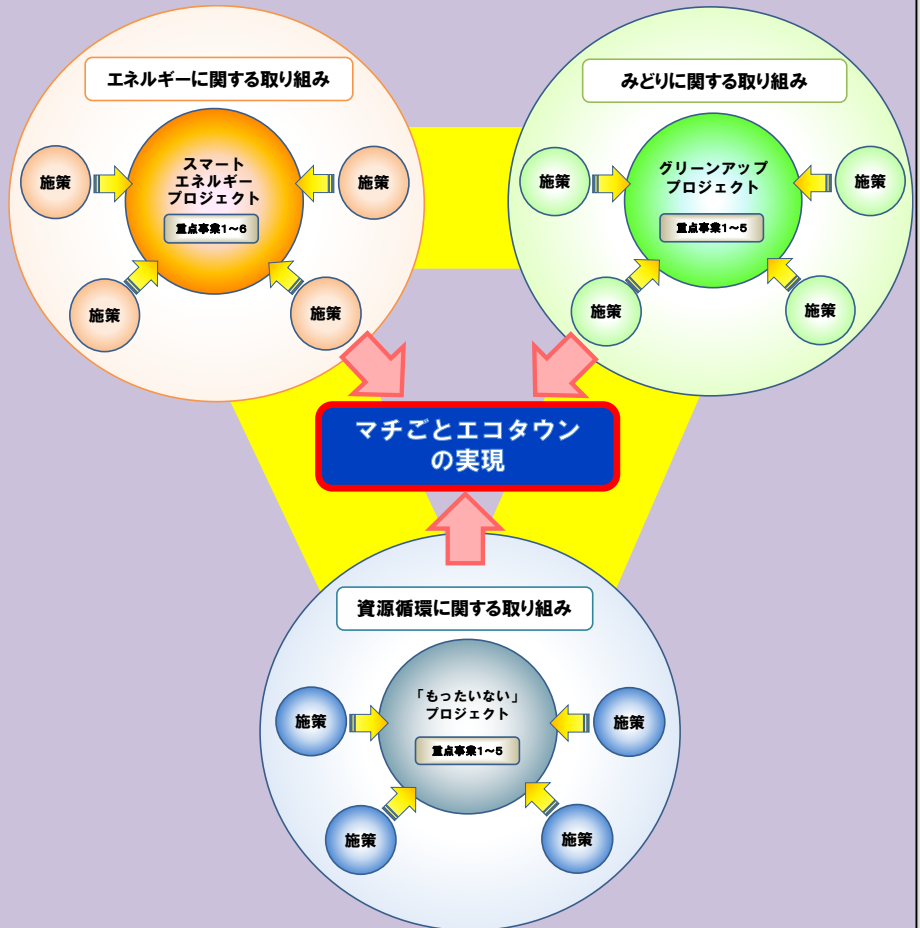 エネルギーに関する取り組み
スマート
エネルギー
プロジェクト
重点事業1～6
施策
施策
施策
施策
みどりに関する取り組み
グリーンアップ
プロジェクト
重点事業1～5
施策
施策
施策
施策
マチごとエコタウン
の実現
資源循環に関する取り組み
「もったいない」
プロジェクト
重点事業1～5
施策
施策
施策
施策